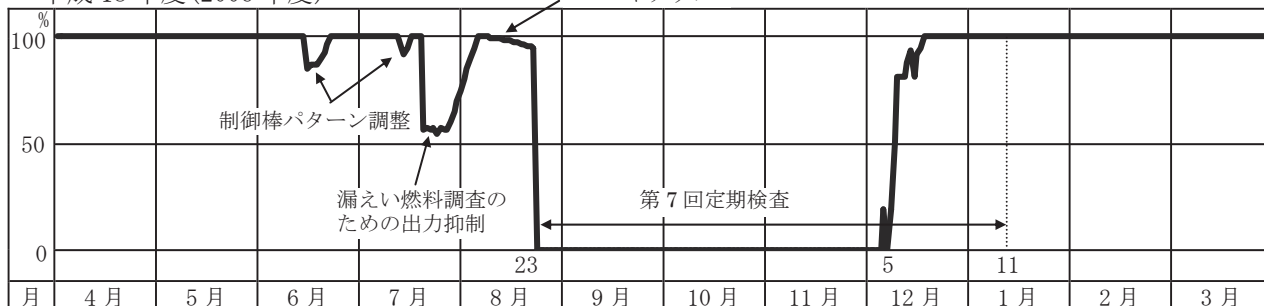 %
100
制御棒パターン調整
50
漏えい燃料調査の
ための出力抑制
第7回定期検査
0
23
5
11
月
4月
5月
6月
7月
8月
9月
10月
11月
12月
1月
2月
3月